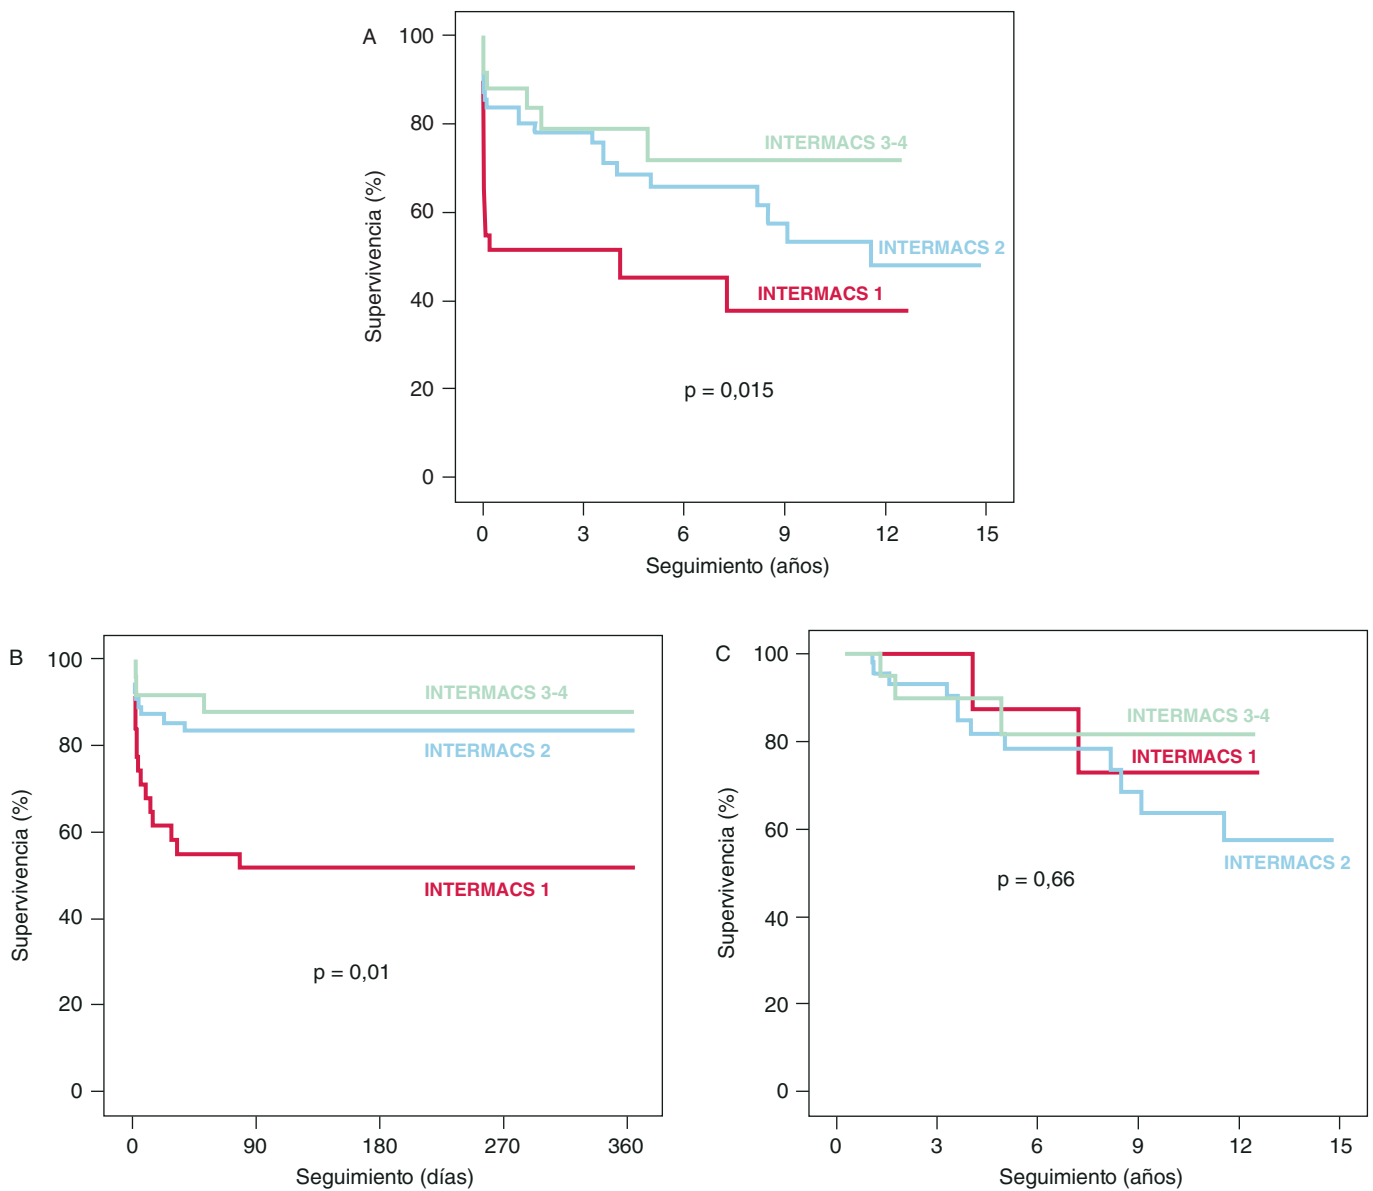 A
100
80
60
40
20
0
Supervivencia (%)
INTERMACS 3-4
INTERMACS 2
INTERMACS 1
p = 0,015
0 3 6 9 12 15
Seguimiento (años)
B
100
80
60
40
20
0
Supervivencia (%)
INTERMACS 3-4
INTERMACS 2
INTERMACS 1
p = 0,01
0 90 180 270 360
Seguimiento (días)
C
100
80
60
40
20
0
Supervivencia (%)
INTERMACS 3-4
INTERMACS 1
INTERMACS 2
p = 0,66
0 3 6 9 12 15
Seguimiento (años)